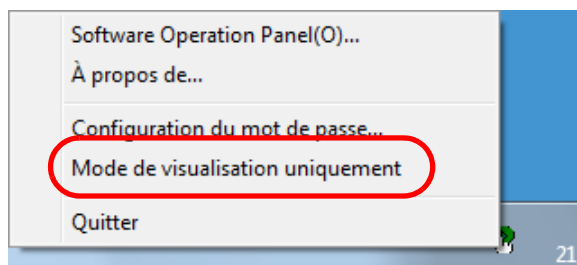 Software Operation Panel(O)...
À propos de...
Configuration du mot de passe...
Mode de visualisation uniquement
Quitter
21